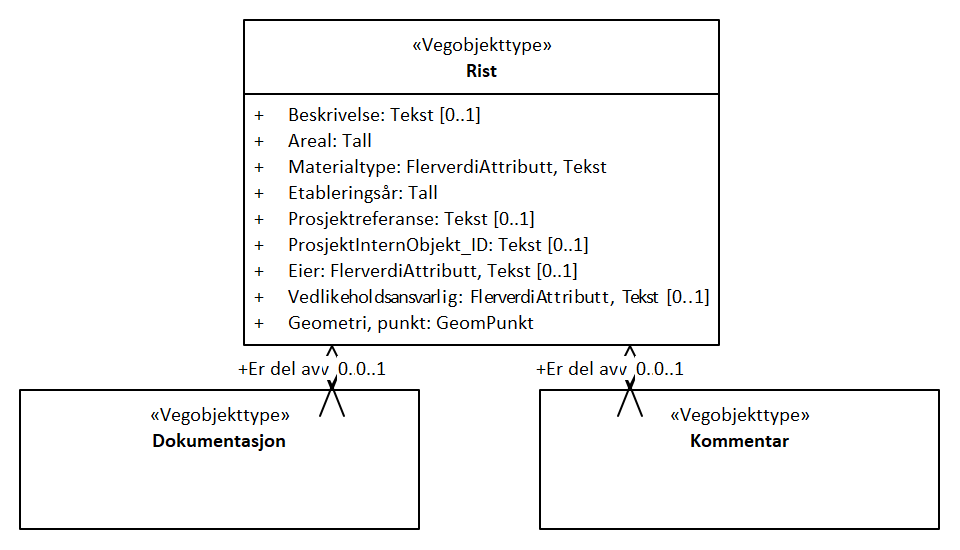 «Vegobjekttype»
Rist
+ Beskrivelse: Tekst [0..1]
+ Areal: Tall
+ Materialtype: FlerverdiAttributt, Tekst
+ Etableringsår: Tall
+ Prosjektreferanse: Tekst [0..1]
+ ProsjektInternObjekt_ID: Tekst [0..1]
+ Eier: FlerverdiAttributt, Tekst [0..1]
+ Vedlikeholdsansvarlig: FlerverdiAttributt, Tekst [0..1]
+ Geometri, punkt: GeomPunkt
+Er del av 0..1
+Er del av 0..1
«Vegobjekttype»
Dokumentasjon
«Vegobjekttype»
Kommentar